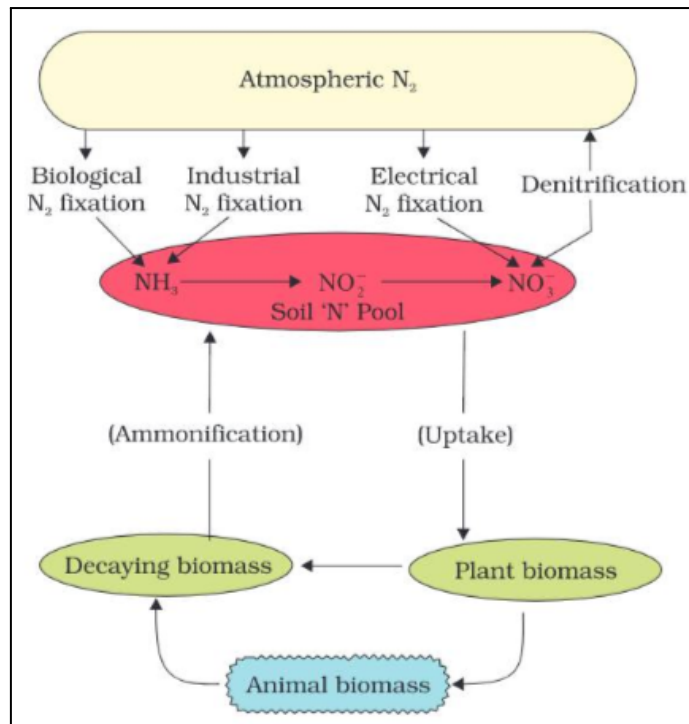 Atmospheric N₂
Biological
N₂ fixation
Industrial
N₂ fixation
Electrical
N₂ fixation
Denitrification
NH₃
NO₂⁻
NO₃⁻
Soil 'N' Pool
(Ammonification)
(Uptake)
Decaying biomass
Plant biomass
Animal biomass